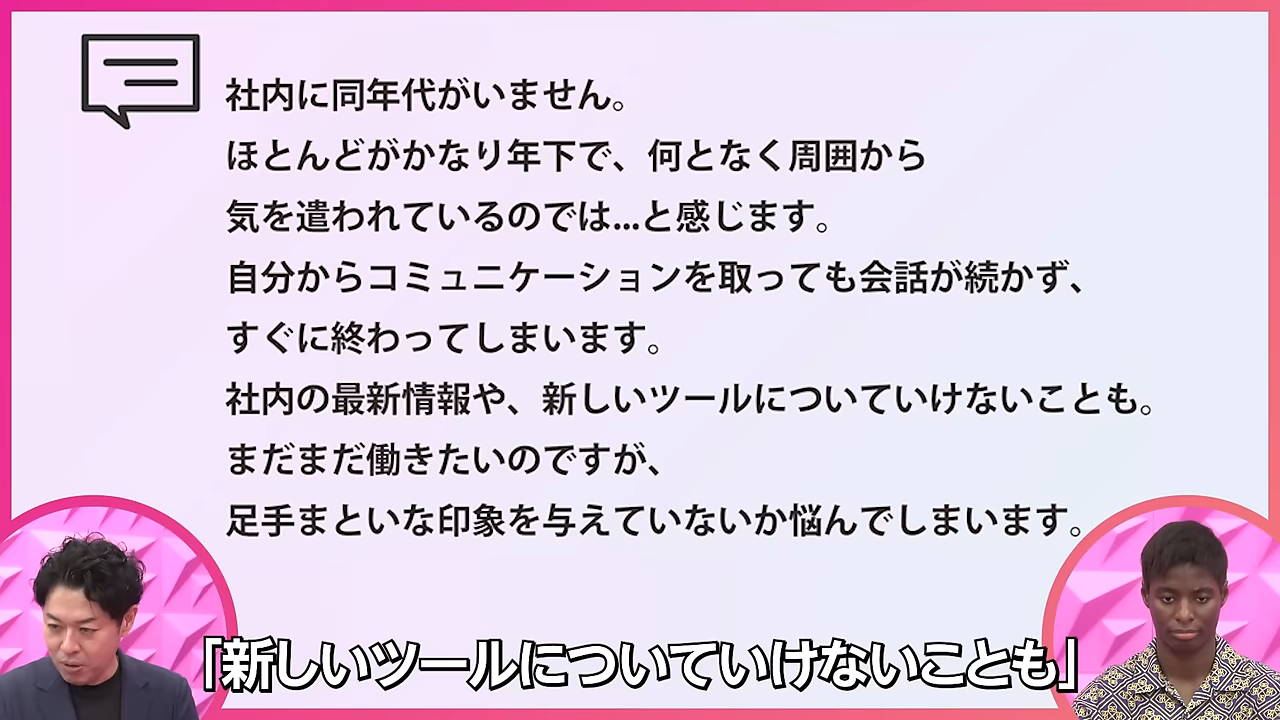 社内に同年代がいません。
ほとんどがかなり年下で、何となく周囲から
気を遣われているのでは...と感じます。
自分からコミュニケーションを取っても会話が続かず、
すぐに終わってしまいます。
社内の最新情報や、新しいツールについていけないことも。
まだまだ働きたいのですが、
足手まといな印象を与えていないか悩んでしまいます。
「新しいツールについていけないことも」